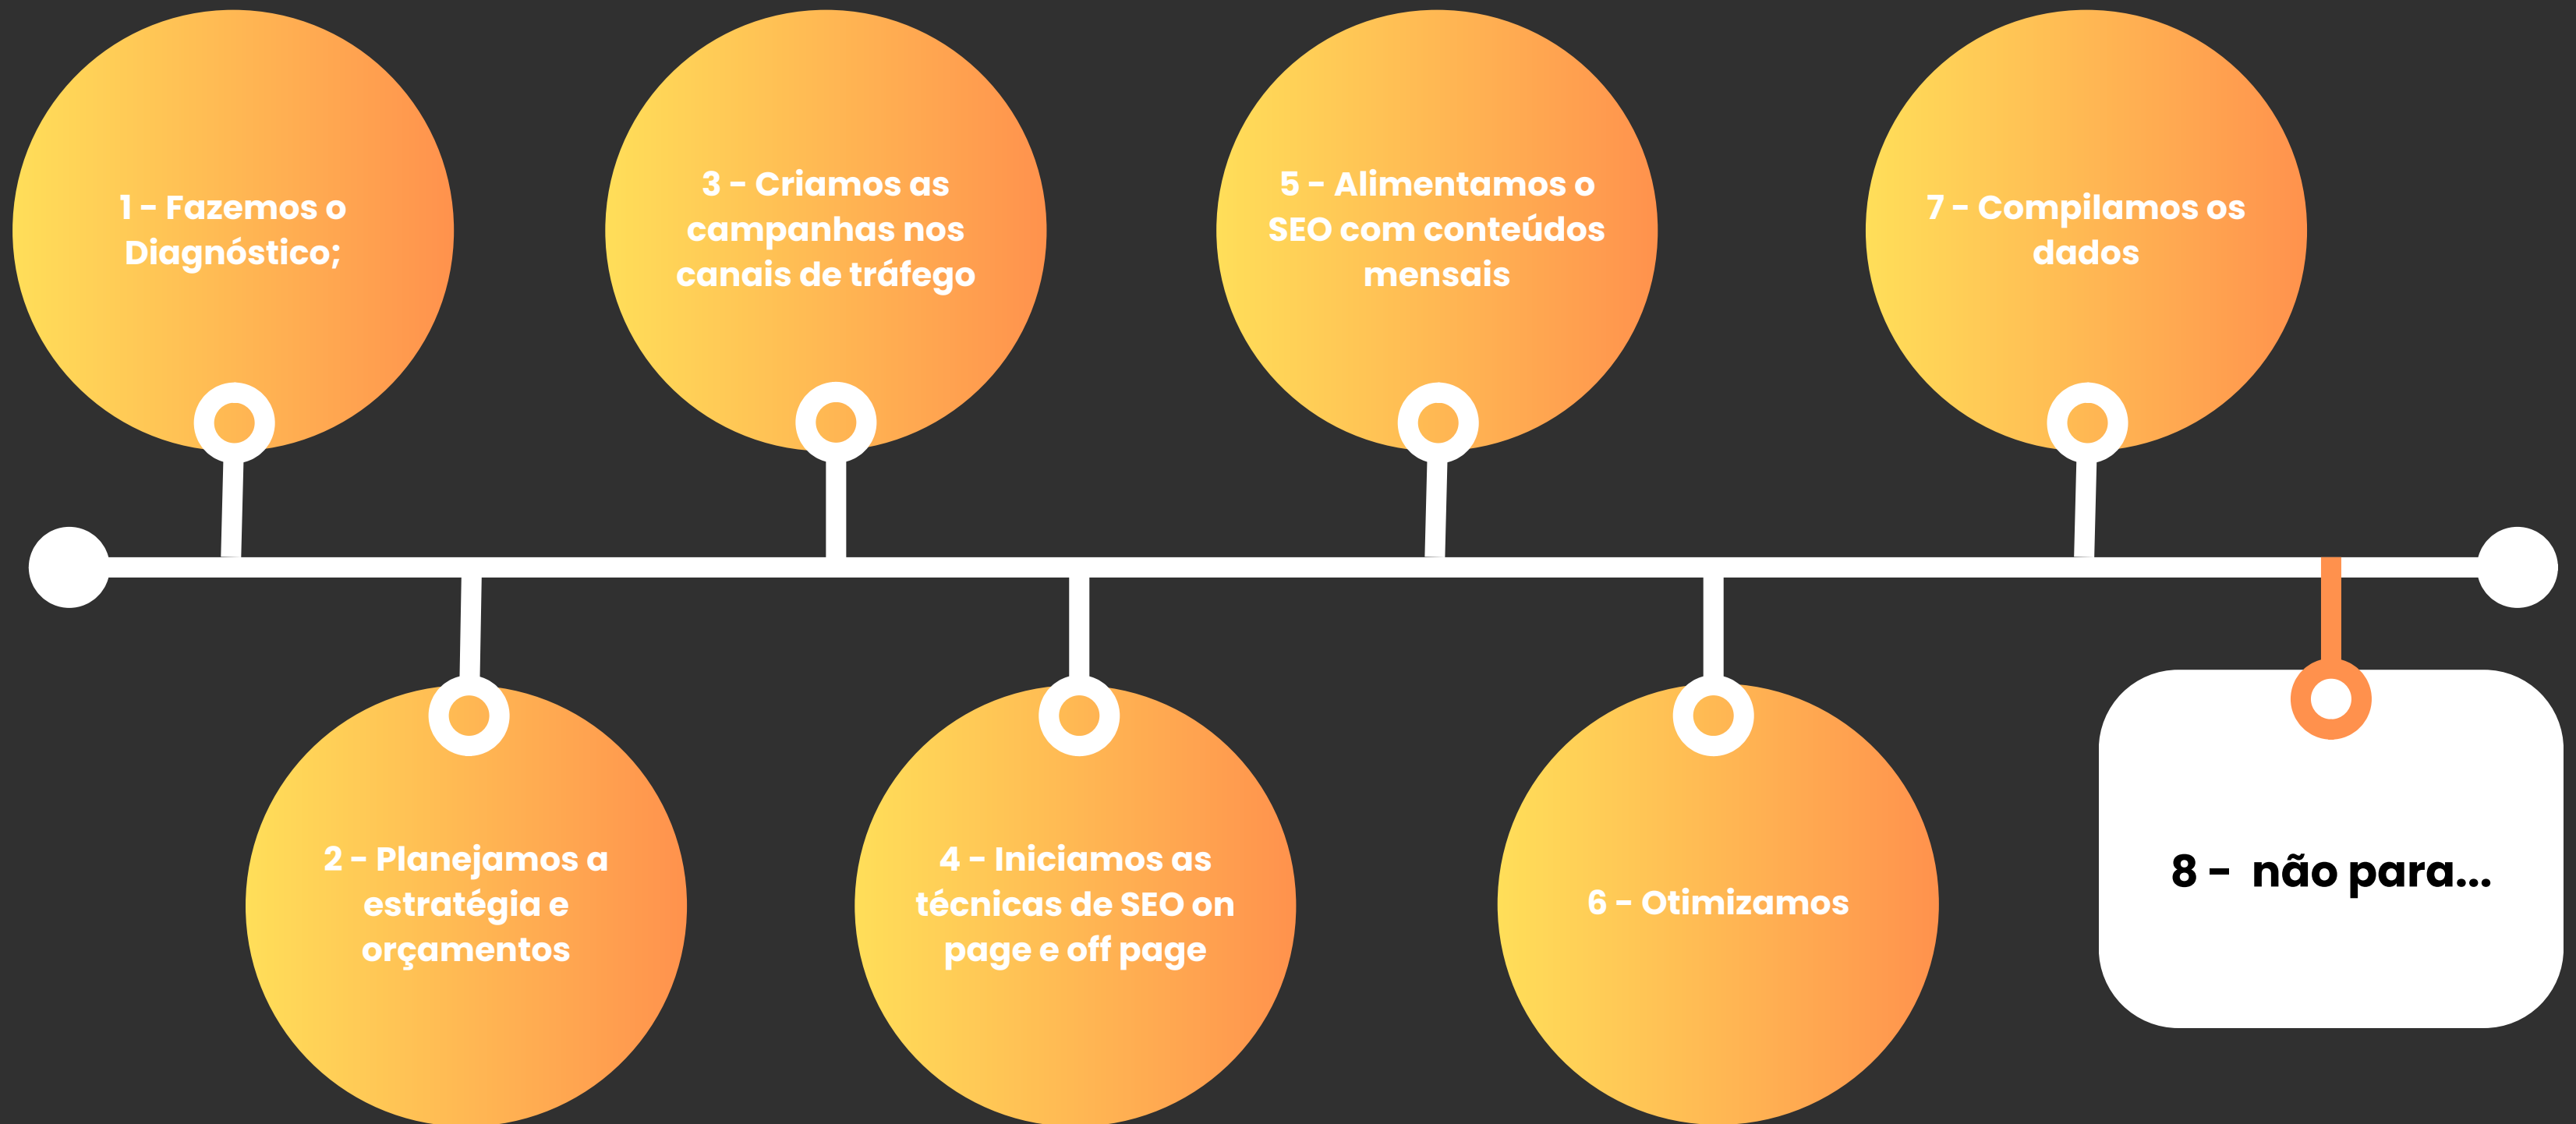 1 - Fazemos o
Diagnóstico;
2 - Planejamos a
estratégia e
orçamentos
3 - Criamos as
campanhas nos
canais de tráfego
4 - Iniciamos as
técnicas de SEO on
page e off page
5 - Alimentamos o
SEO com conteúdos
mensais
6 - Otimizamos
7 - Compilamos os
dados
8 - não para...